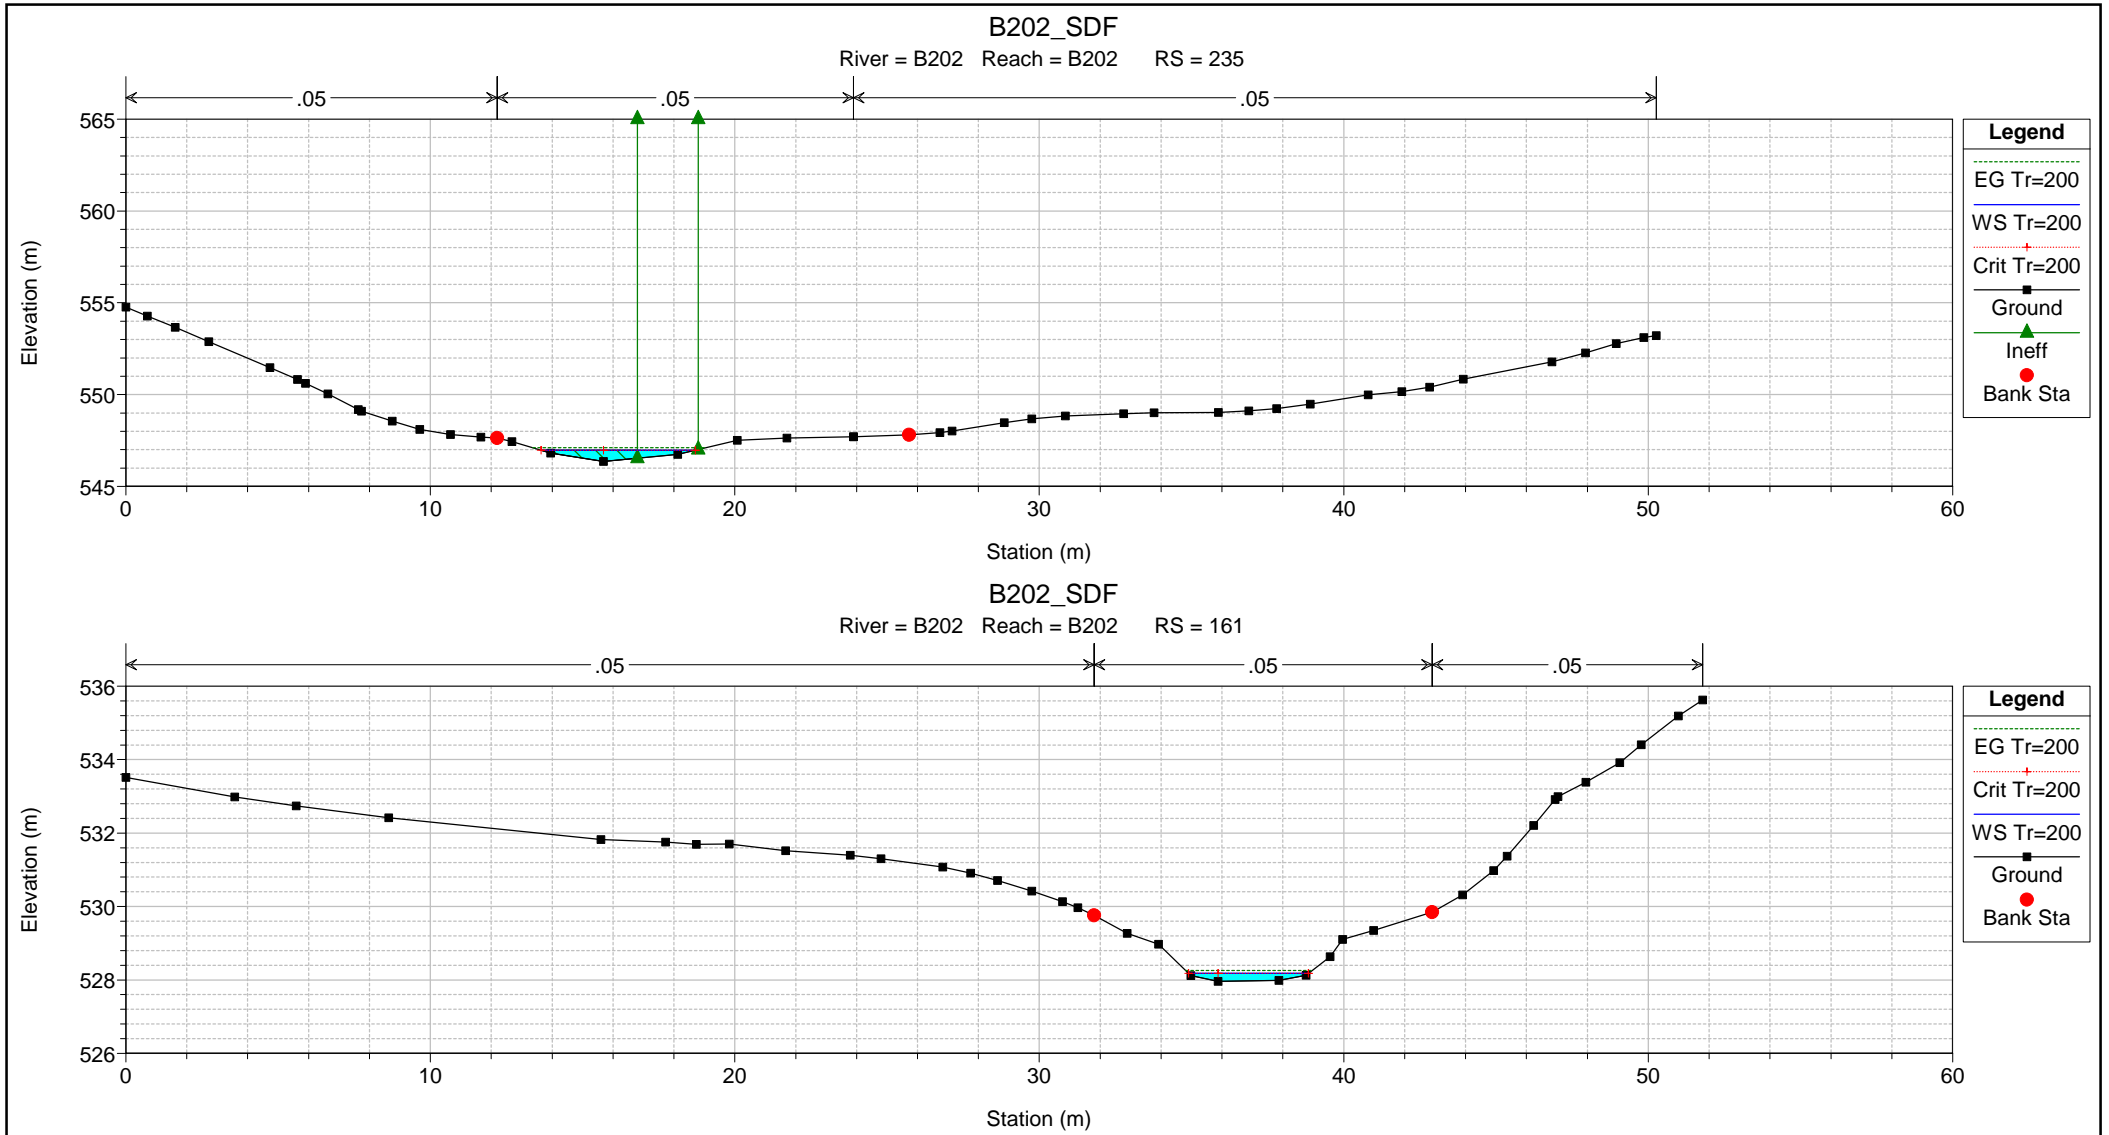 B202_SDF
River = B202 Reach = B202 RS = 235
.05 .05 .05
565
560
555
550
545
Elevation (m)
0 10 20 30 40 50 60
Station (m)
Legend
EG Tr=200
WS Tr=200
Crit Tr=200
Ground
Ineff
Bank Sta
B202_SDF
River = B202 Reach = B202 RS = 161
.05 .05 .05
536
534
532
530
528
526
Elevation (m)
0 10 20 30 40 50 60
Station (m)
Legend
EG Tr=200
Crit Tr=200
WS Tr=200
Ground
Bank Sta